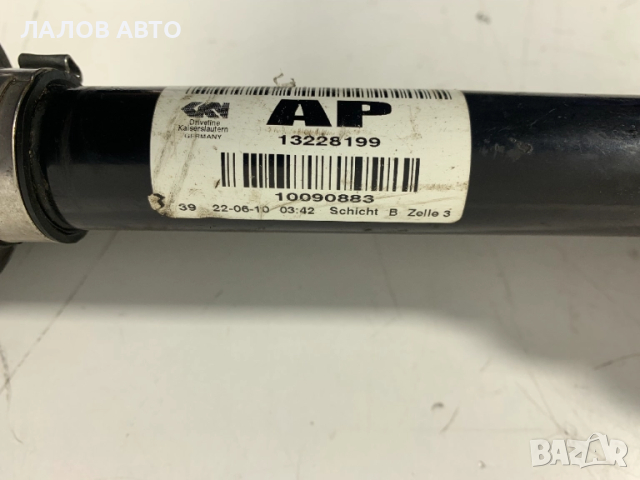 ЛАЛОВ АВТО
GKN
AP
Driveline
Kaiserslautern
GERMANY
13228199
10090883
39 22-06-10 03:42 Schicht B Zelle 3
BAZAR